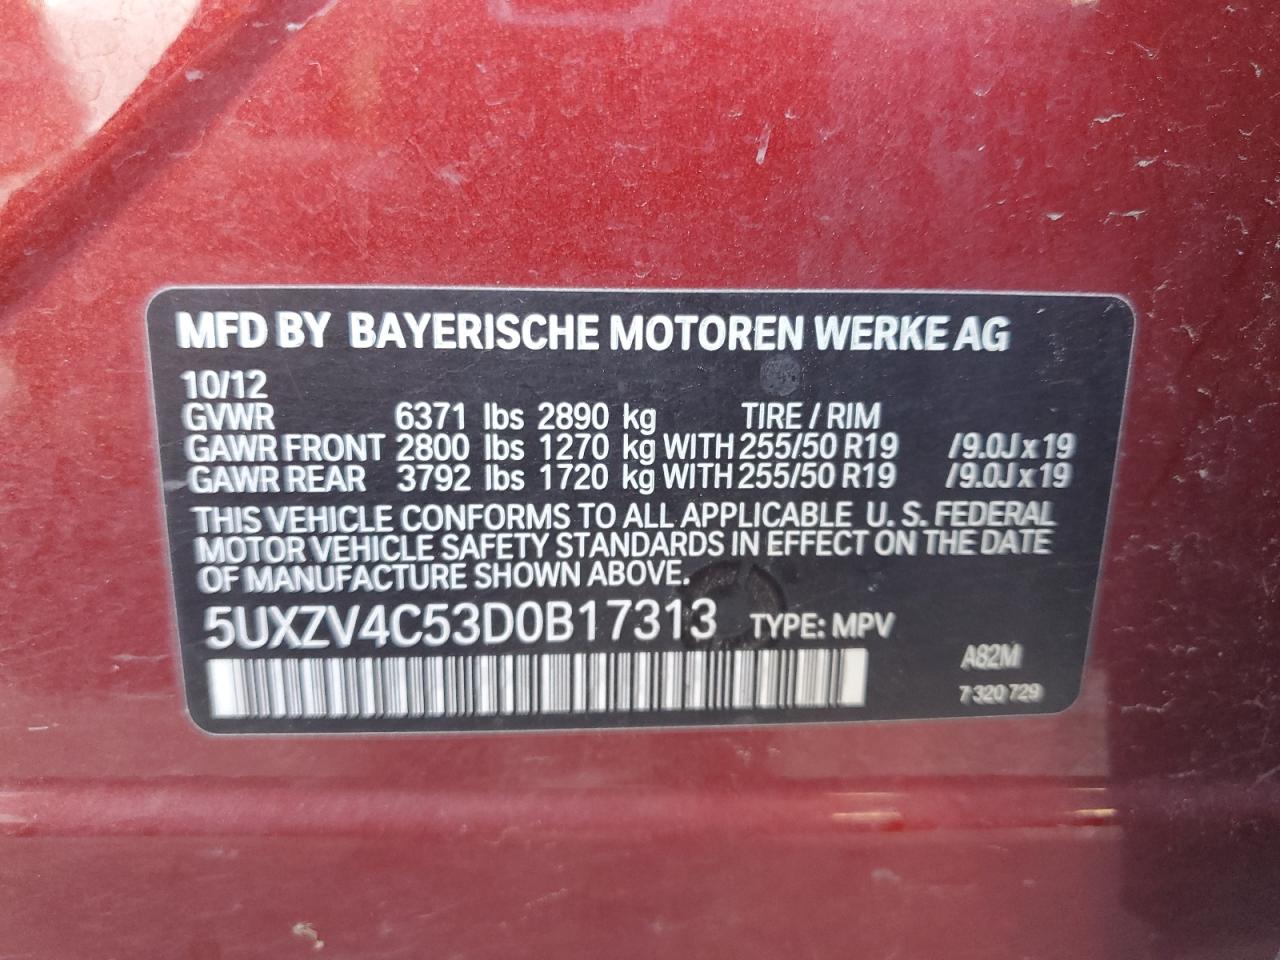 MFD BY BAYERISCHE MOTOREN WERKE AG
10/12
GVWR 6371 lbs 2890 kg TIRE / RIM
GAWR FRONT 2800 lbs 1270 kg WITH 255/50 R19 /9.0J x 19
GAWR REAR 3792 lbs 1720 kg WITH 255/50 R19 /9.0J x 19
THIS VEHICLE CONFORMS TO ALL APPLICABLE U. S. FEDERAL
MOTOR VEHICLE SAFETY STANDARDS IN EFFECT ON THE DATE
OF MANUFACTURE SHOWN ABOVE.
5UXZV4C53D0B17313 TYPE: MPV
A82M
7 320 729